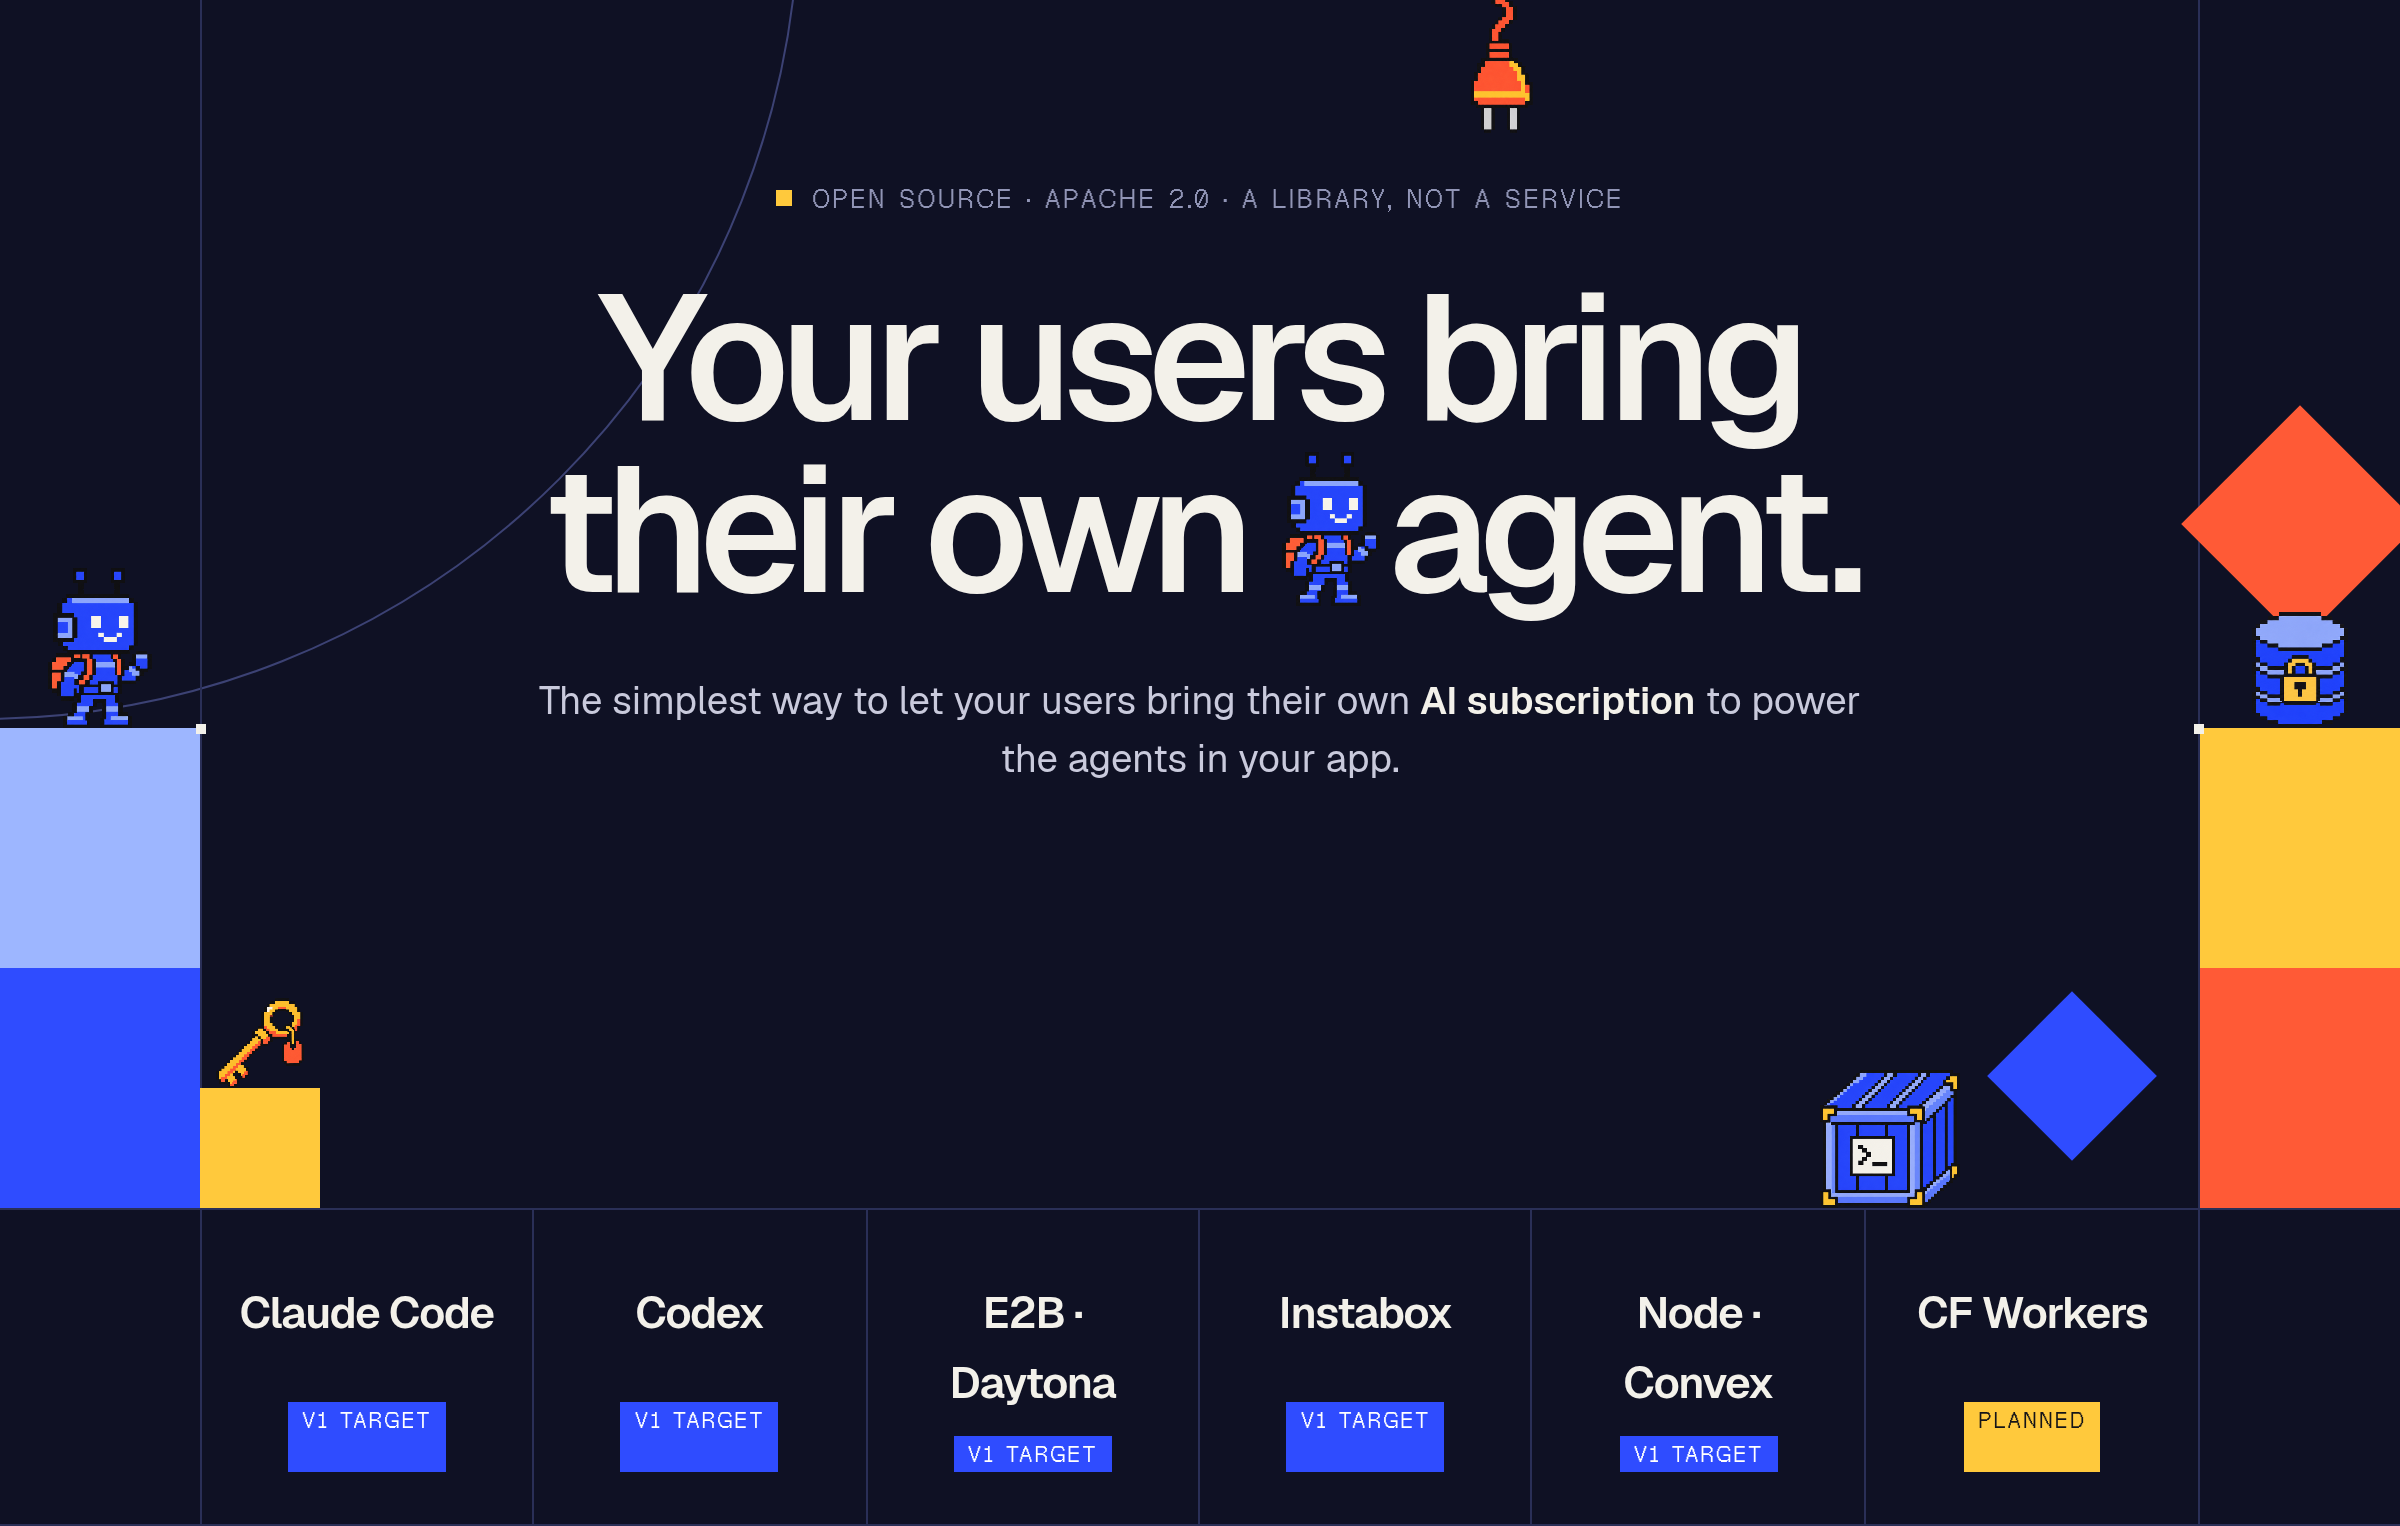 OPEN SOURCE · APACHE 2.0 · A LIBRARY, NOT A SERVICE
Your users bring
their own agent.
The simplest way to let your users bring their own AI subscription to power
the agents in your app.
>_
Claude Code
V1 TARGET
Codex
V1 TARGET
E2B ·
Daytona
V1 TARGET
Instabox
V1 TARGET
Node ·
Convex
V1 TARGET
CF Workers
PLANNED